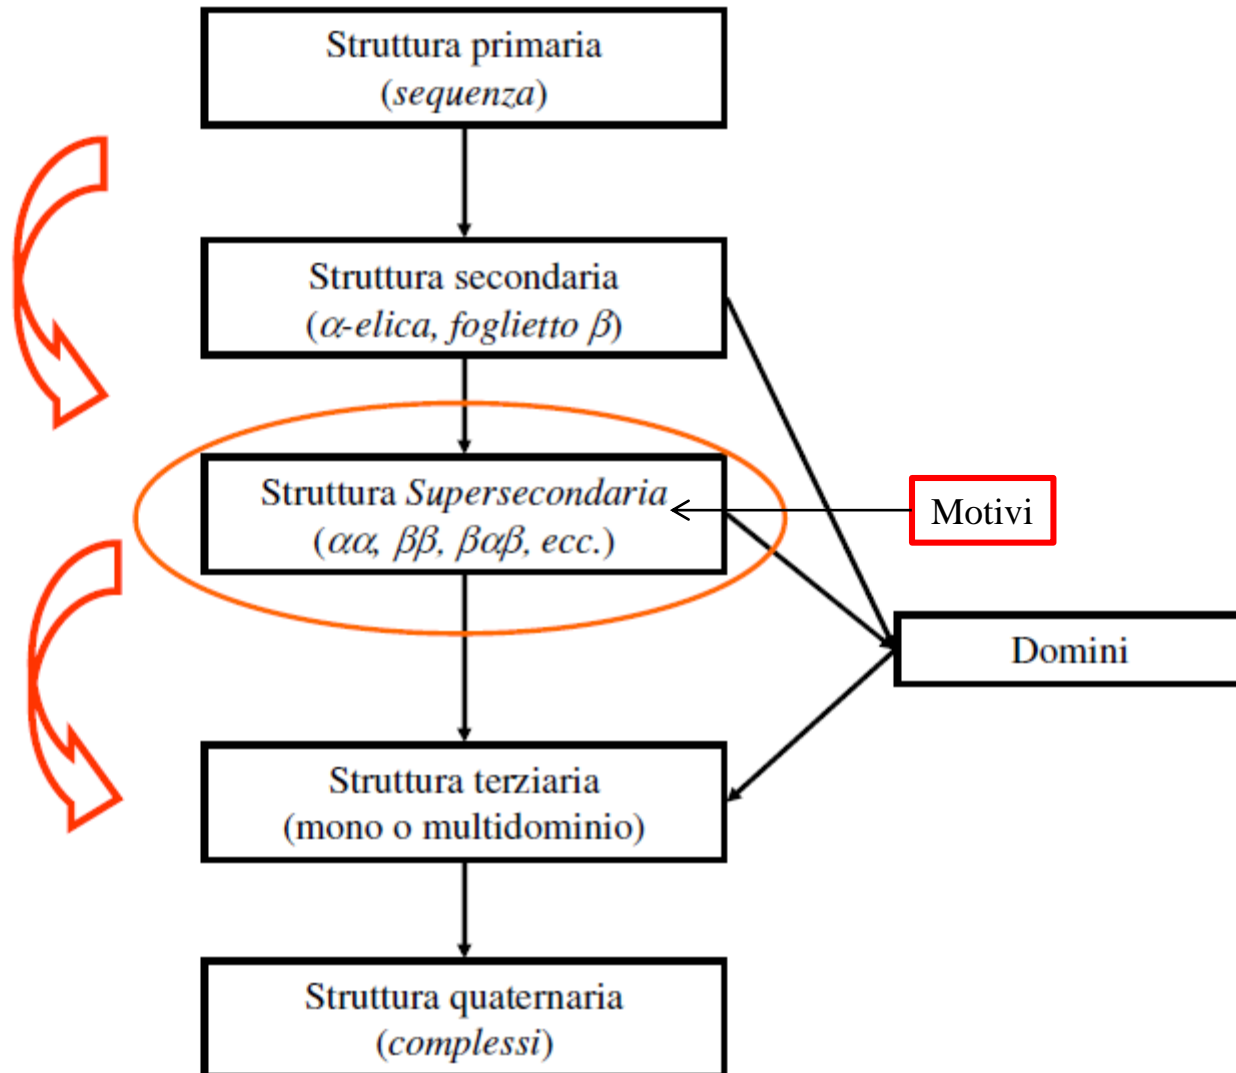 Struttura primaria
(sequenza)
Struttura secondaria
(α-elica, foglietto β)
Struttura Supersecondaria
(αα, ββ, βαβ, ecc.)
Motivi
Domini
Struttura terziaria
(mono o multidominio)
Struttura quaternaria
(complessi)